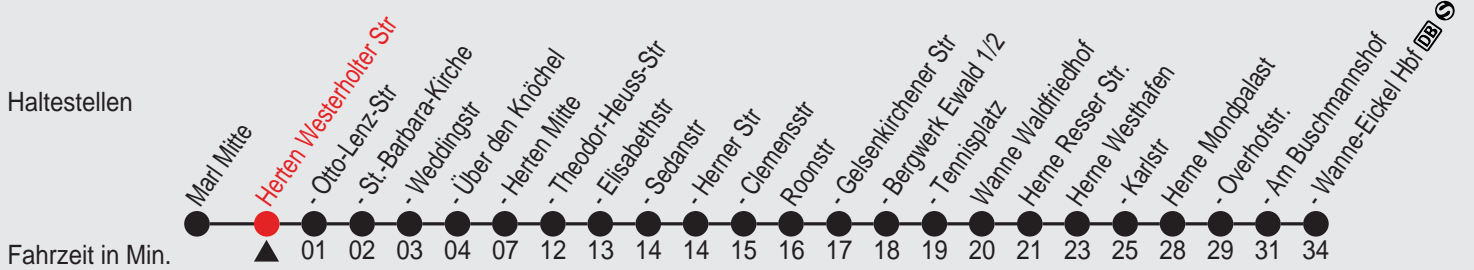 Haltestellen
Marl Mitte
Herten Westerholter Str
- Otto-Lenz-Str
- St.-Barbara-Kirche
- Weddingstr
- Über den Knöchel
- Herten Mitte
- Theodor-Heuss-Str
- Elisabethstr
- Sedanstr
- Herner Str
- Clemensstr
Roonstr
- Gelsenkirchener Str
- Bergwerk Ewald 1/2
- Tennisplatz
Wanne Waldfriedhof
Herne Resser Str.
Herne Westhafen
- Karlstr
Herne Mondpalast
- Overhofstr.
- Am Buschmannshof
- Wanne-Eickel Hbf DB S
Fahrzeit in Min. 01 02 03 04 07 12 13 14 14 15 16 17 18 19 20 21 23 25 28 29 31 34